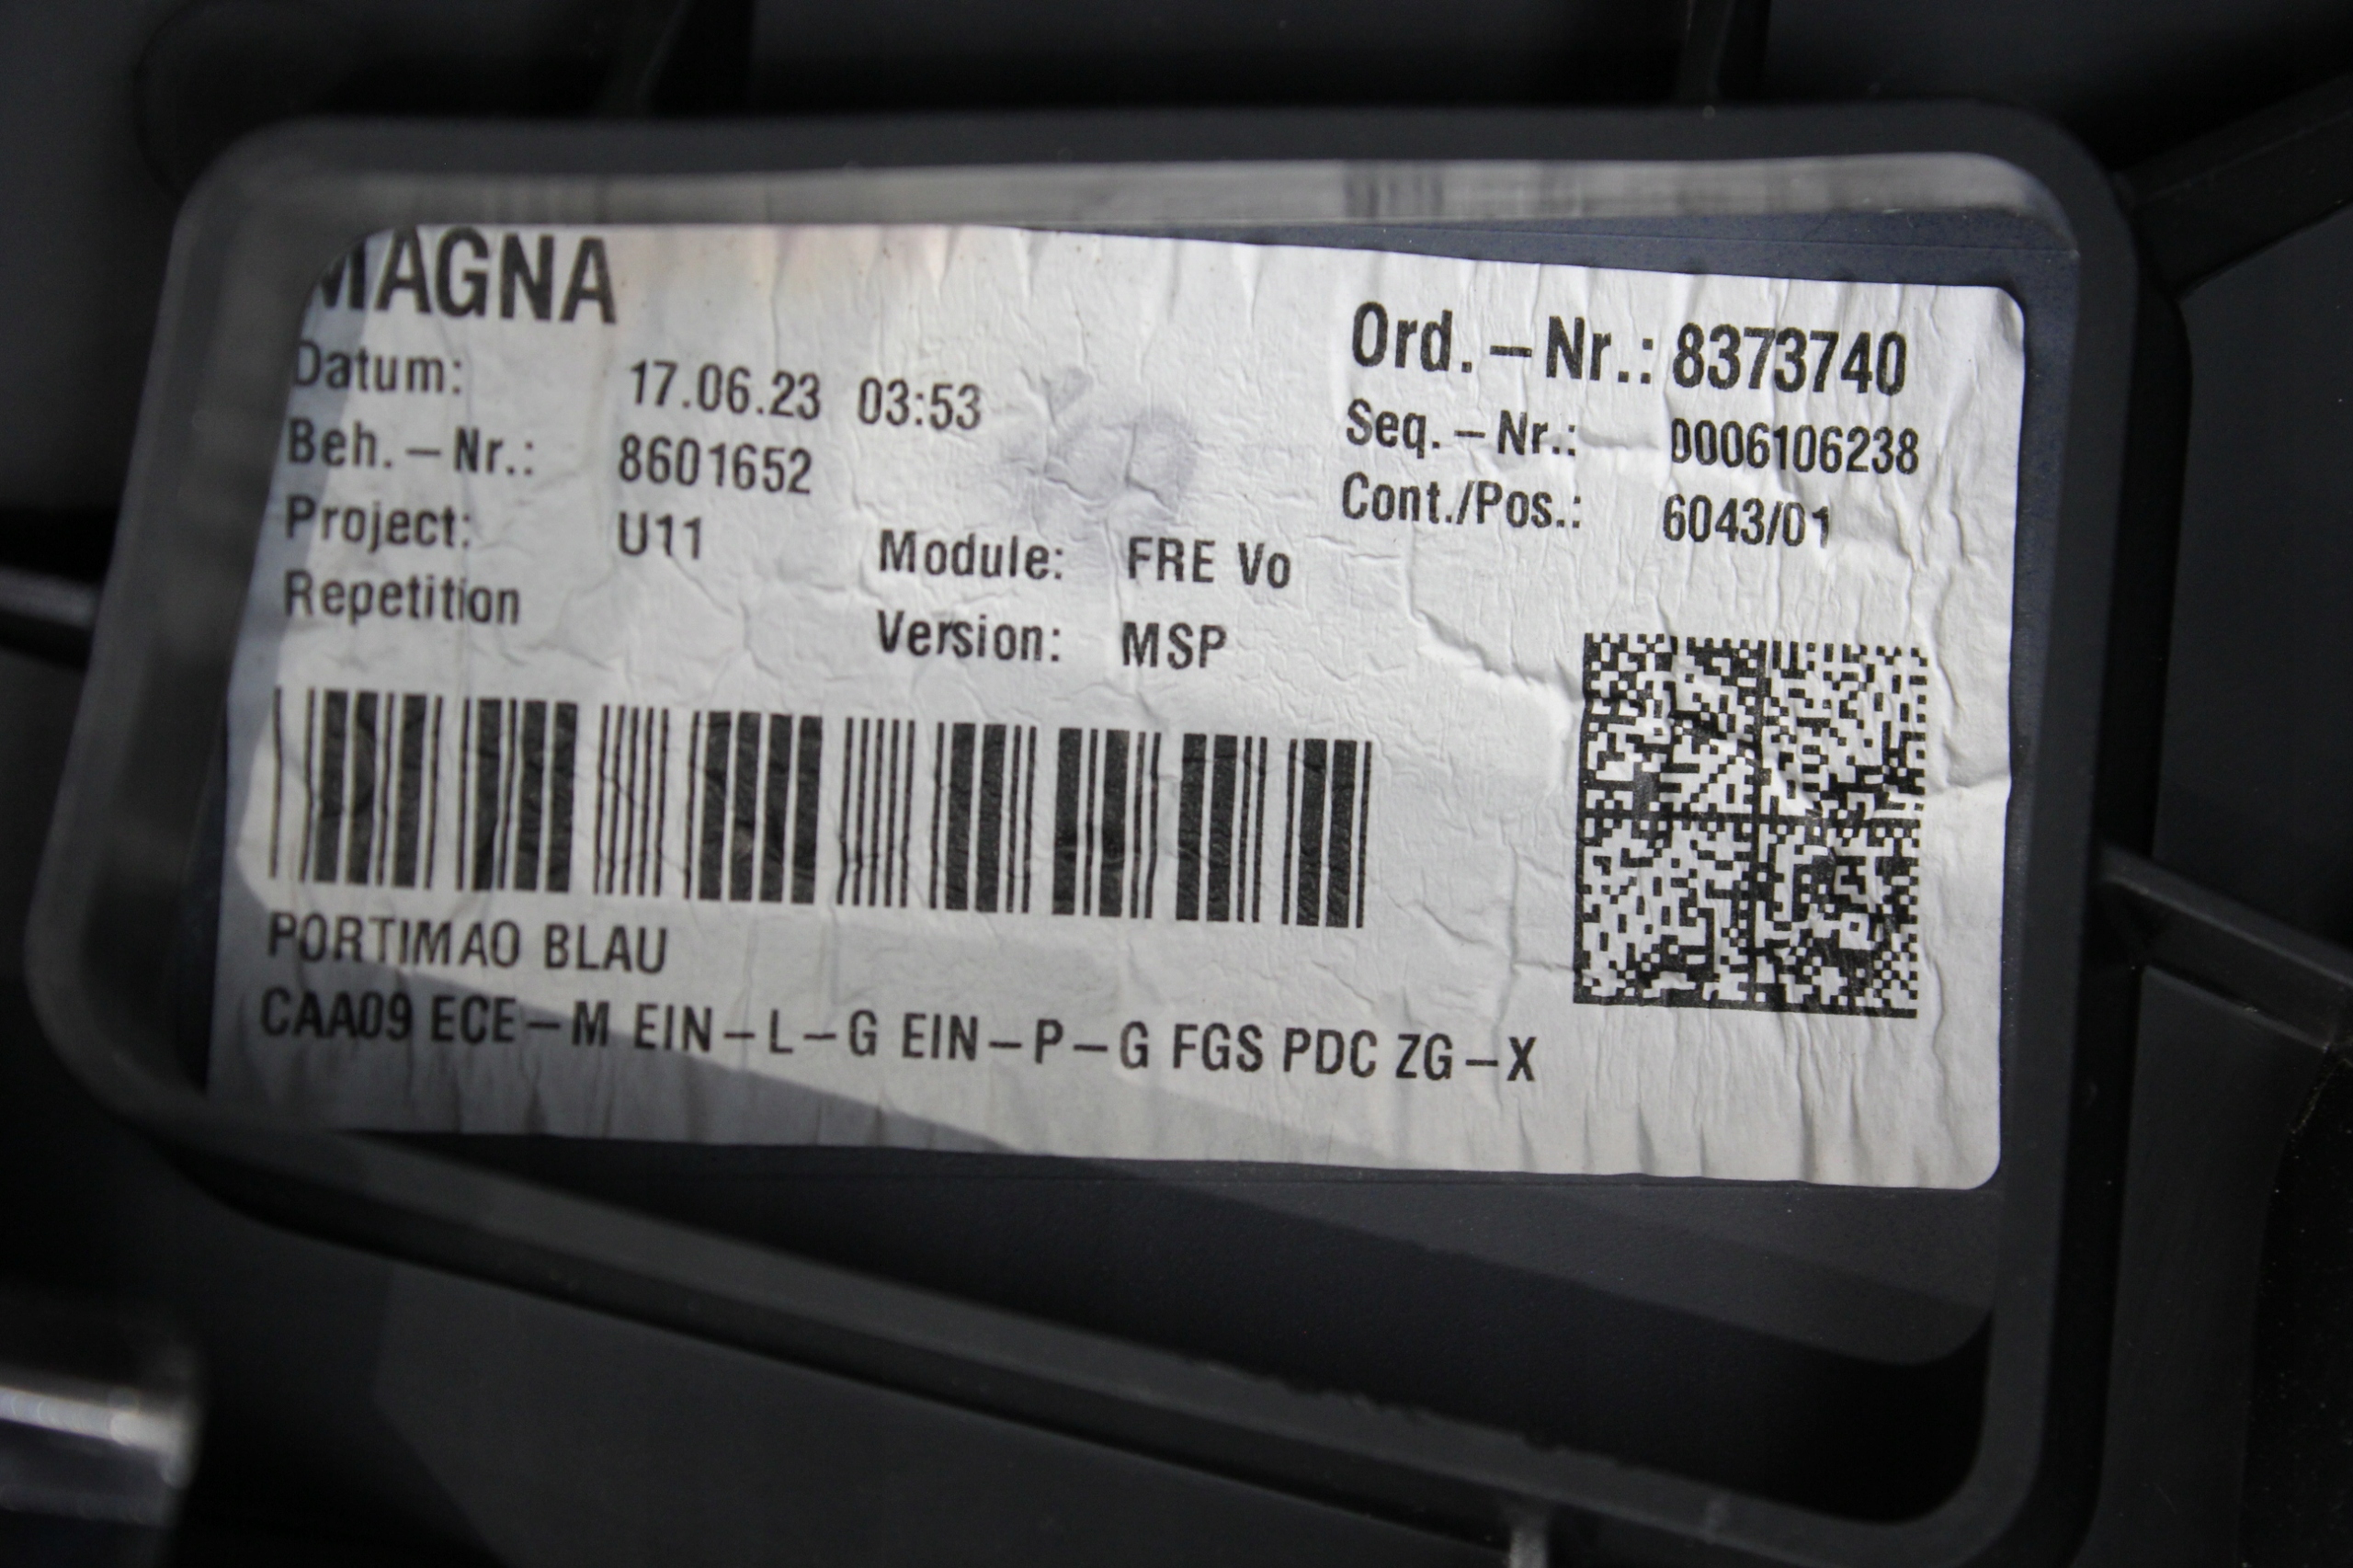 MAGNA
Datum: 17.06.23 03:53
Beh.-Nr.: 8601652
Project: U11
Repetition
Module: FRE Vo
Version: MSP
Ord.-Nr.: 8373740
Seq.-Nr.: 0006106238
Cont./Pos.: 6043/01
PORTIMAO BLAU
CAA09 ECE-M EIN-L-G EIN-P-G FGS PDC ZG-X